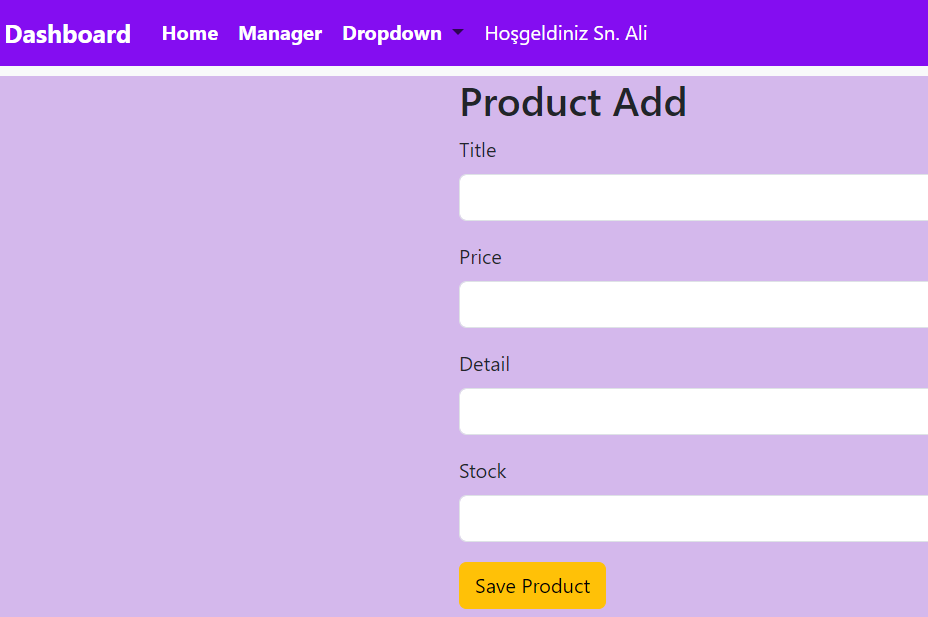 Dashboard Home Manager Dropdown Hoşgeldiniz Sn. Ali
Product Add
Title
Price
Detail
Stock
Save Product